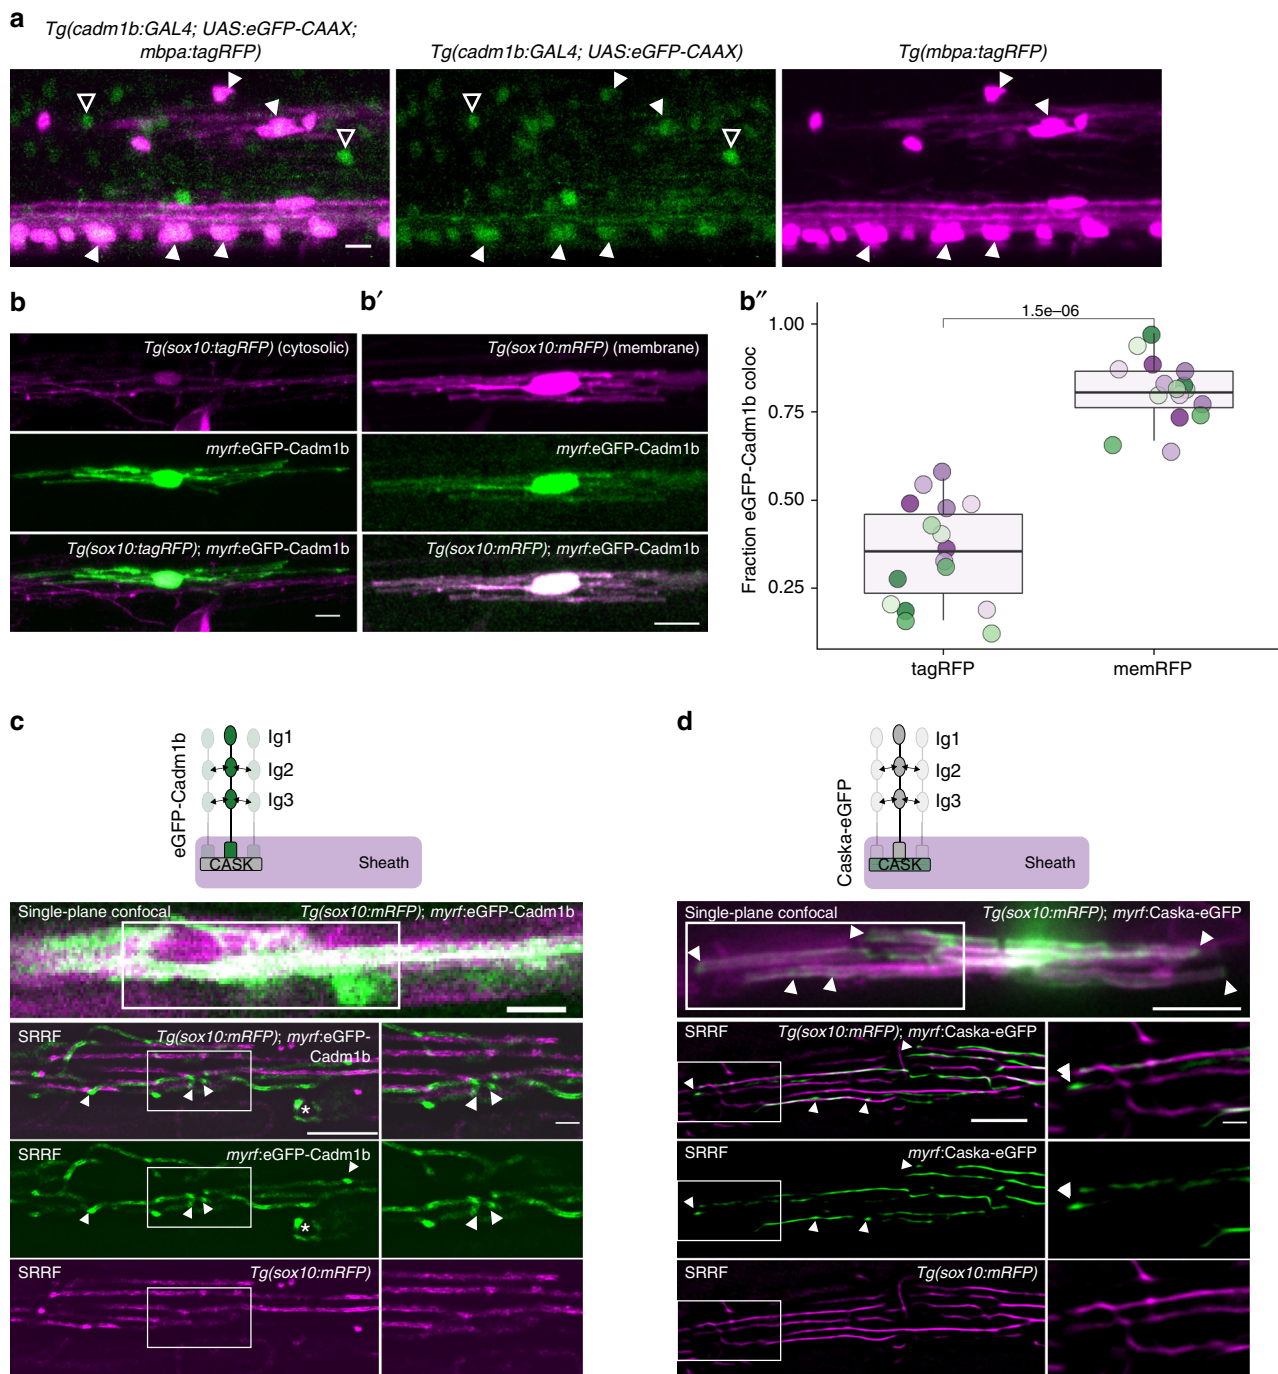 a
Tg(cadm1b:GAL4; UAS:eGFP-CAAX;
mbpa:tagRFP)
Tg(cadm1b:GAL4; UAS:eGFP-CAAX)
Tg(mbpa:tagRFP)
b
Tg(sox10:tagRFP) (cytosolic)
myrf:eGFP-Cadm1b
Tg(sox10:tagRFP); myrf:eGFP-Cadm1b
b′
Tg(sox10:mRFP) (membrane)
myrf:eGFP-Cadm1b
Tg(sox10:mRFP); myrf:eGFP-Cadm1b
b″
1.5e–06
Fraction eGFP-Cadm1b coloc
1.00
0.75
0.50
0.25
tagRFP
memRFP
c
eGFP-Cadm1b
Ig1
Ig2
Ig3
CASK
Sheath
Single-plane confocal
Tg(sox10:mRFP); myrf:eGFP-Cadm1b
SRRF
Tg(sox10:mRFP); myrf:eGFP-
Cadm1b
*
SRRF
myrf:eGFP-Cadm1b
*
SRRF
Tg(sox10:mRFP)
d
Caska-eGFP
Ig1
Ig2
Ig3
CASK
Sheath
Single-plane confocal
Tg(sox10:mRFP); myrf:Caska-eGFP
SRRF
Tg(sox10:mRFP); myrf:Caska-eGFP
SRRF
myrf:Caska-eGFP
SRRF
Tg(sox10:mRFP)